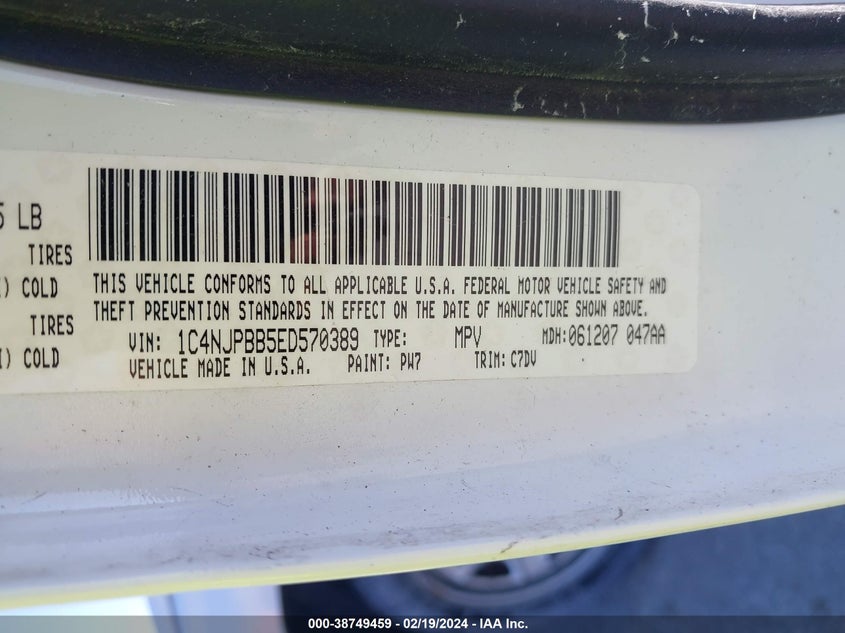 5 LB
TIRES
) COLD
TIRES
) COLD
THIS VEHICLE CONFORMS TO ALL APPLICABLE U.S.A. FEDERAL MOTOR VEHICLE SAFETY AND
THEFT PREVENTION STANDARDS IN EFFECT ON THE DATE OF MANUFACTURE SHOWN ABOVE.
VIN: 1C4NJPBB5ED570389 TYPE: MPV MDH:061207 047AA
VEHICLE MADE IN U.S.A. PAINT: PW7 TRIM: C7DV
000-38749459 - 02/19/2024 - IAA Inc.